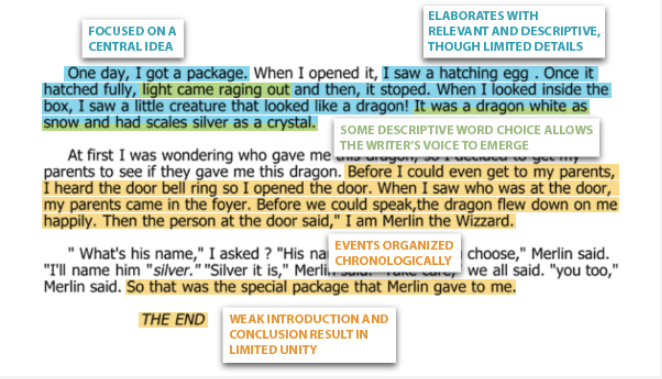 FOCUSED ON A
CENTRAL IDEA
ELABORATES WITH
RELEVANT AND DESCRIPTIVE,
THOUGH LIMITED DETAILS
One day, I got a package. When I opened it, I saw a hatching egg . Once it
hatched fully, light came raging out and then, it stoped. When I looked inside the
box, I saw a little creature that looked like a dragon! It was a dragon white as
snow and had scales silver as a crystal.
SOME DESCRIPTIVE WORD CHOICE ALLOWS
THE WRITER'S VOICE TO EMERGE
At first I was wondering who gave me this dragon, so I decided to get my
parents to see if they gave me this dragon. Before I could even get to my parents,
I heard the door bell ring so I opened the door. When I saw who was at the door,
my parents came in the foyer. Before we could speak,the dragon flew down on me
happily. Then the person at the door said," I am Merlin the Wizzard.
EVENTS ORGANIZED
CHRONOLOGICALLY
" What's his name," I asked ? "His choose," Merlin said.
"I'll name him "silver." "Silver it is," Merlin said. "Take care," we all said. "you too,"
Merlin said. So that was the special package that Merlin gave to me.
THE END
WEAK INTRODUCTION AND
CONCLUSION RESULT IN
LIMITED UNITY